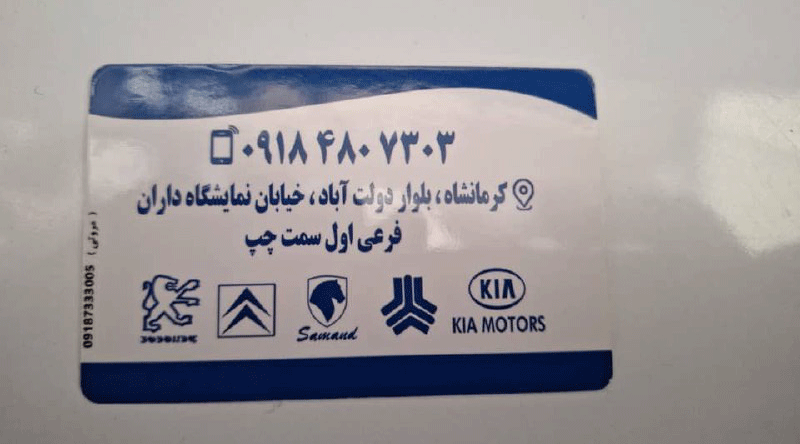 ۰۹۱۸ ۴۸۰ ۷۳۰۳
کرمانشاه ، بلوار دولت آباد ، خیابان نمایشگاه داران
فرعی اول سمت چپ
Samand
KIA
KIA MOTORS
09187333005